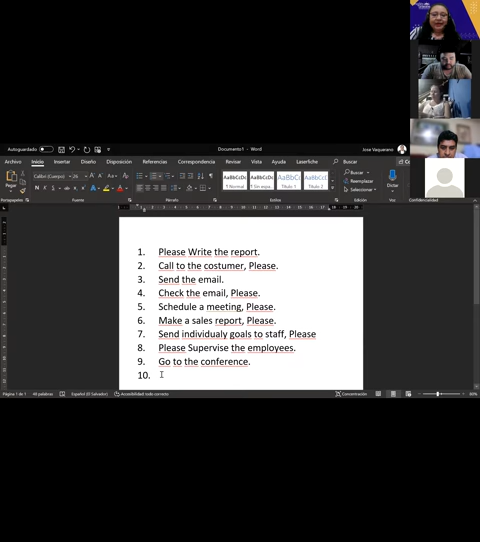 Autoguardado
Documento1 - Word
Jose Vaquerano
Archivo Inicio Insertar Diseño Disposición Referencias Correspondencia Revisar Vista Ayuda Laserfiche Buscar
Pegar
Calibri (Cuerpo) 26
AaBbCcDc AaBbCcDc AaBbCc AaBbCcC
¶ Normal ¶ Sin espa... Título 1 Título 2
Buscar
Reemplazar
Seleccionar
Dictar
Portapapeles Fuente Párrafo Estilos Edición Voz Confidencialidad
1. Please Write the report.
2. Call to the costumer, Please.
3. Send the email.
4. Check the email, Please.
5. Schedule a meeting, Please.
6. Make a sales report, Please.
7. Send individualy goals to staff, Please
8. Please Supervise the employees.
9. Go to the conference.
10.
Página 1 de 1 48 palabras Español (El Salvador) Accesibilidad: todo correcto Concentración 80%